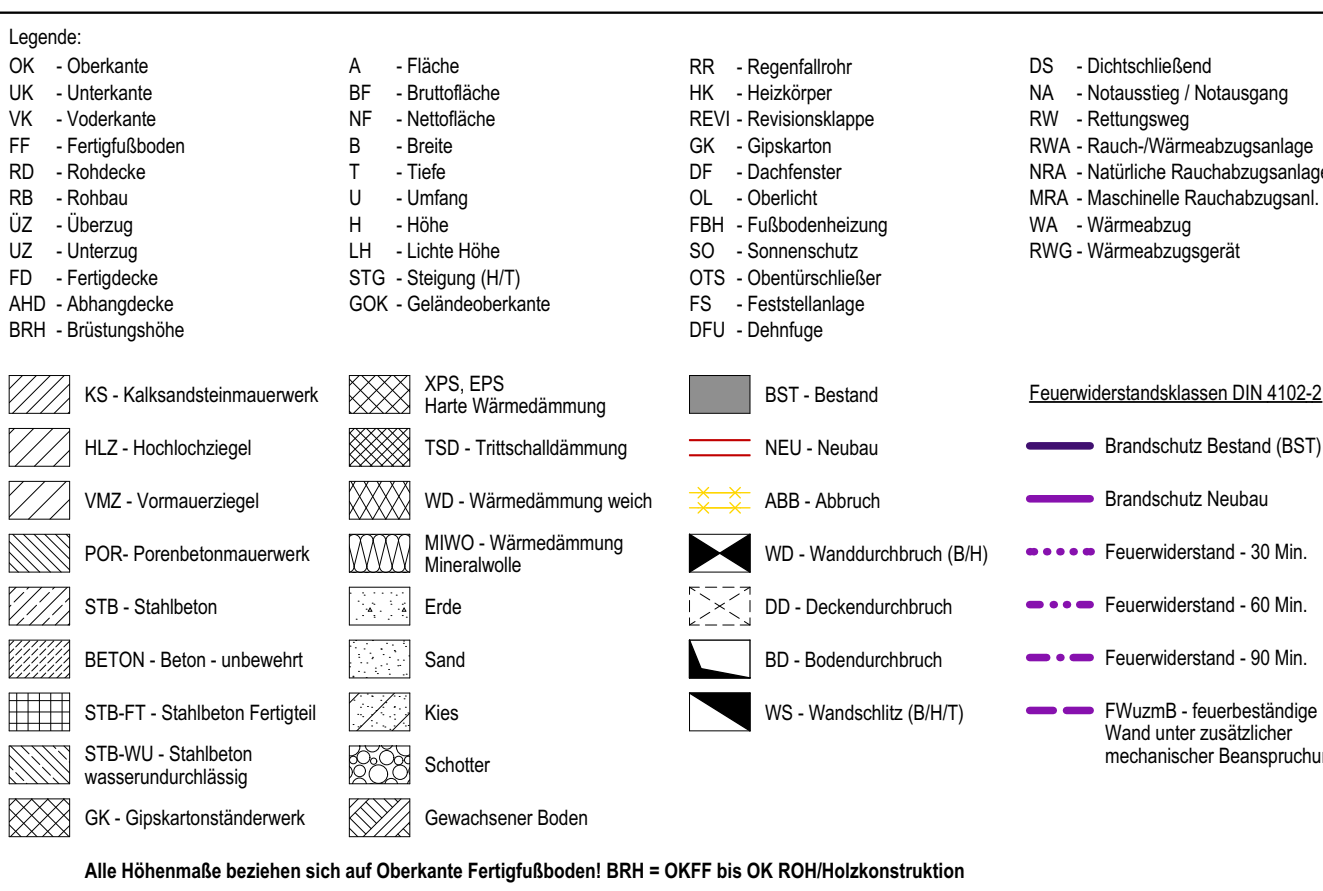 Legende:
OK - Oberkante
UK - Unterkante
VK - Voderkante
FF - Fertigfußboden
RD - Rohdecke
RB - Rohbau
ÜZ - Überzug
UZ - Unterzug
FD - Fertigdecke
AHD - Abhangdecke
BRH - Brüstungshöhe
A - Fläche
BF - Bruttofläche
NF - Nettofläche
B - Breite
T - Tiefe
U - Umfang
H - Höhe
LH - Lichte Höhe
STG - Steigung (H/T)
GOK - Geländeoberkante
RR - Regenfallrohr
HK - Heizkörper
REVI - Revisionsklappe
GK - Gipskarton
DF - Dachfenster
OL - Oberlicht
FBH - Fußbodenheizung
SO - Sonnenschutz
OTS - Obentürschließer
FS - Feststellanlage
DFU - Dehnfuge
DS - Dichtschließend
NA - Notausstieg / Notausgang
RW - Rettungsweg
RWA - Rauch-/Wärmeabzugsanlage
NRA - Natürliche Rauchabzugsanlage
MRA - Maschinelle Rauchabzugsanl.
WA - Wärmeabzug
RWG - Wärmeabzugsgerät
KS - Kalksandsteinmauerwerk
HLZ - Hochlochziegel
VMZ - Vormauerziegel
POR- Porenbetonmauerwerk
STB - Stahlbeton
BETON - Beton - unbewehrt
STB-FT - Stahlbeton Fertigteil
STB-WU - Stahlbeton
wasserundurchlässig
GK - Gipskartonständerwerk
XPS, EPS
Harte Wärmedämmung
TSD - Trittschalldämmung
WD - Wärmedämmung weich
MIWO - Wärmedämmung
Mineralwolle
Erde
Sand
Kies
Schotter
Gewachsener Boden
BST - Bestand
NEU - Neubau
ABB - Abbruch
WD - Wanddurchbruch (B/H)
DD - Deckendurchbruch
BD - Bodendurchbruch
WS - Wandschlitz (B/H/T)
Feuerwiderstandsklassen DIN 4102-2
Brandschutz Bestand (BST)
Brandschutz Neubau
Feuerwiderstand - 30 Min.
Feuerwiderstand - 60 Min.
Feuerwiderstand - 90 Min.
FWuzmB - feuerbeständige
Wand unter zusätzlicher
mechanischer Beanspruchun
Alle Höhenmaße beziehen sich auf Oberkante Fertigfußboden! BRH = OKFF bis OK ROH/Holzkonstruktion